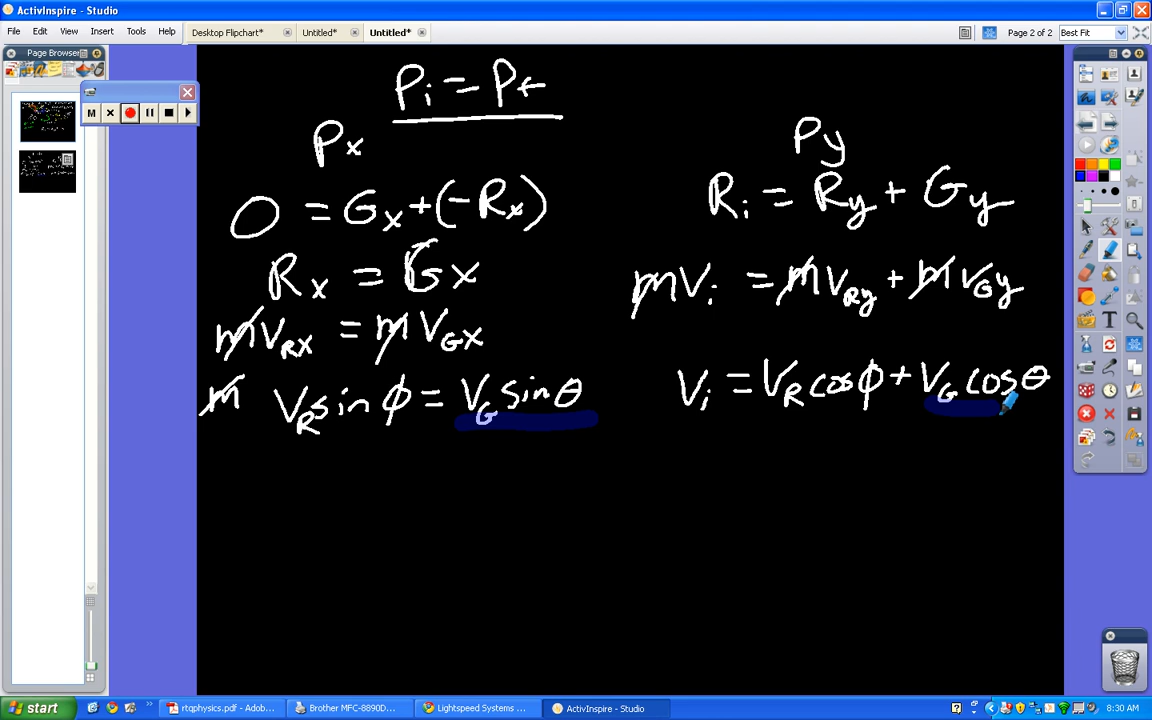 ActivInspire - Studio
File Edit View Insert Tools Help Desktop Flipchart* Untitled* Untitled* Page 2 of 2 Best Fit
Page Browser
M
Pi = Pf
Px
Py
0 = Gx + (-Rx)
Ri = Ry + Gy
Rx = Gx
mVi = mVRy + mVGy
mVRx = mVGx
m VR sin ϕ = VG sin θ
Vi = VR cos ϕ + VG cos θ
start rtqphysics.pdf - Adob... Brother MFC-8890D... Lightspeed Systems ... ActivInspire - Studio 8:30 AM